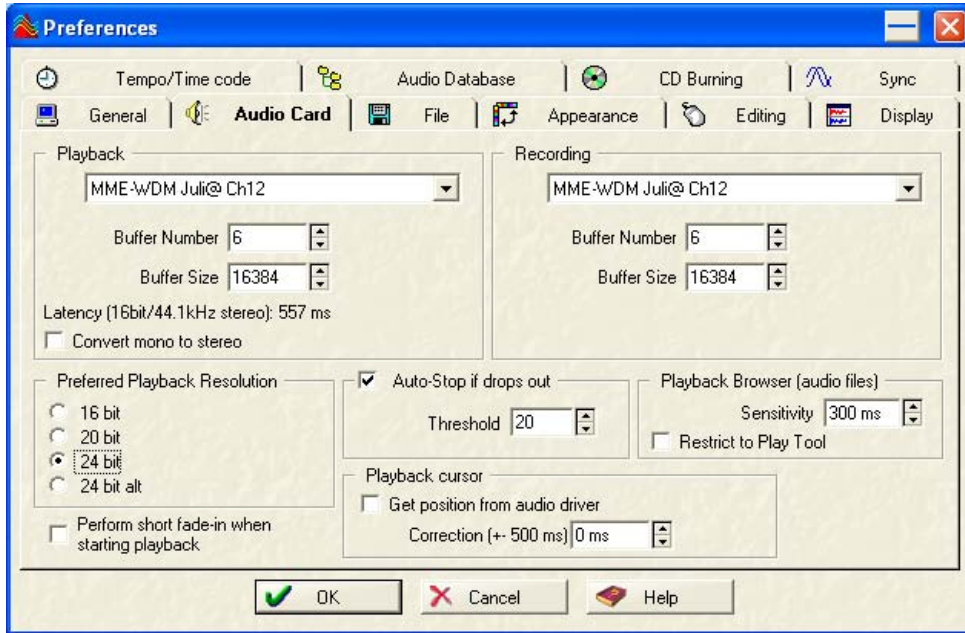 Preferences
Tempo/Time code
Audio Database
CD Burning
Sync
General
Audio Card
File
Appearance
Editing
Display
Playback
MME-WDM Juli@ Ch12
Buffer Number 6
Buffer Size 16384
Latency (16bit/44.1kHz stereo): 557 ms
Convert mono to stereo
Recording
MME-WDM Juli@ Ch12
Buffer Number 6
Buffer Size 16384
Preferred Playback Resolution
16 bit
20 bit
24 bit
24 bit alt
Perform short fade-in when
starting playback
Auto-Stop if drops out
Threshold 20
Playback Browser (audio files)
Sensitivity 300 ms
Restrict to Play Tool
Playback cursor
Get position from audio driver
Correction (+- 500 ms) 0 ms
OK
Cancel
Help